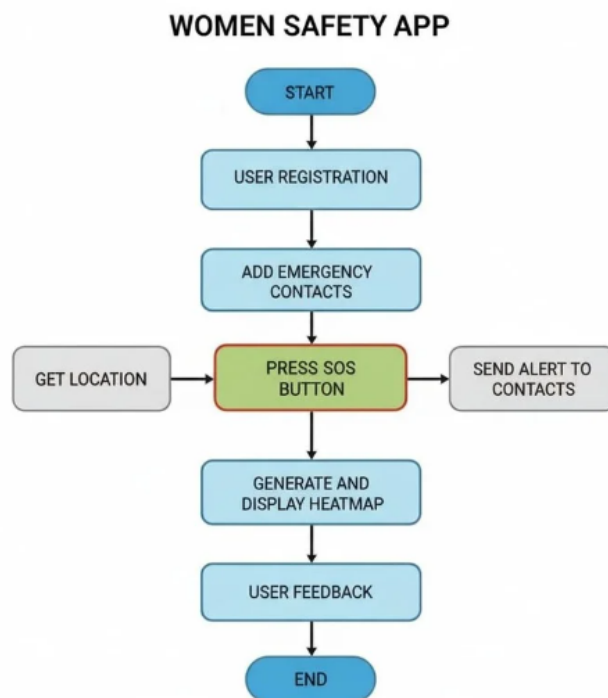 WOMEN SAFETY APP
START
USER REGISTRATION
ADD EMERGENCY
CONTACTS
GET LOCATION
PRESS SOS
BUTTON
SEND ALERT TO
CONTACTS
GENERATE AND
DISPLAY HEATMAP
USER FEEDBACK
END